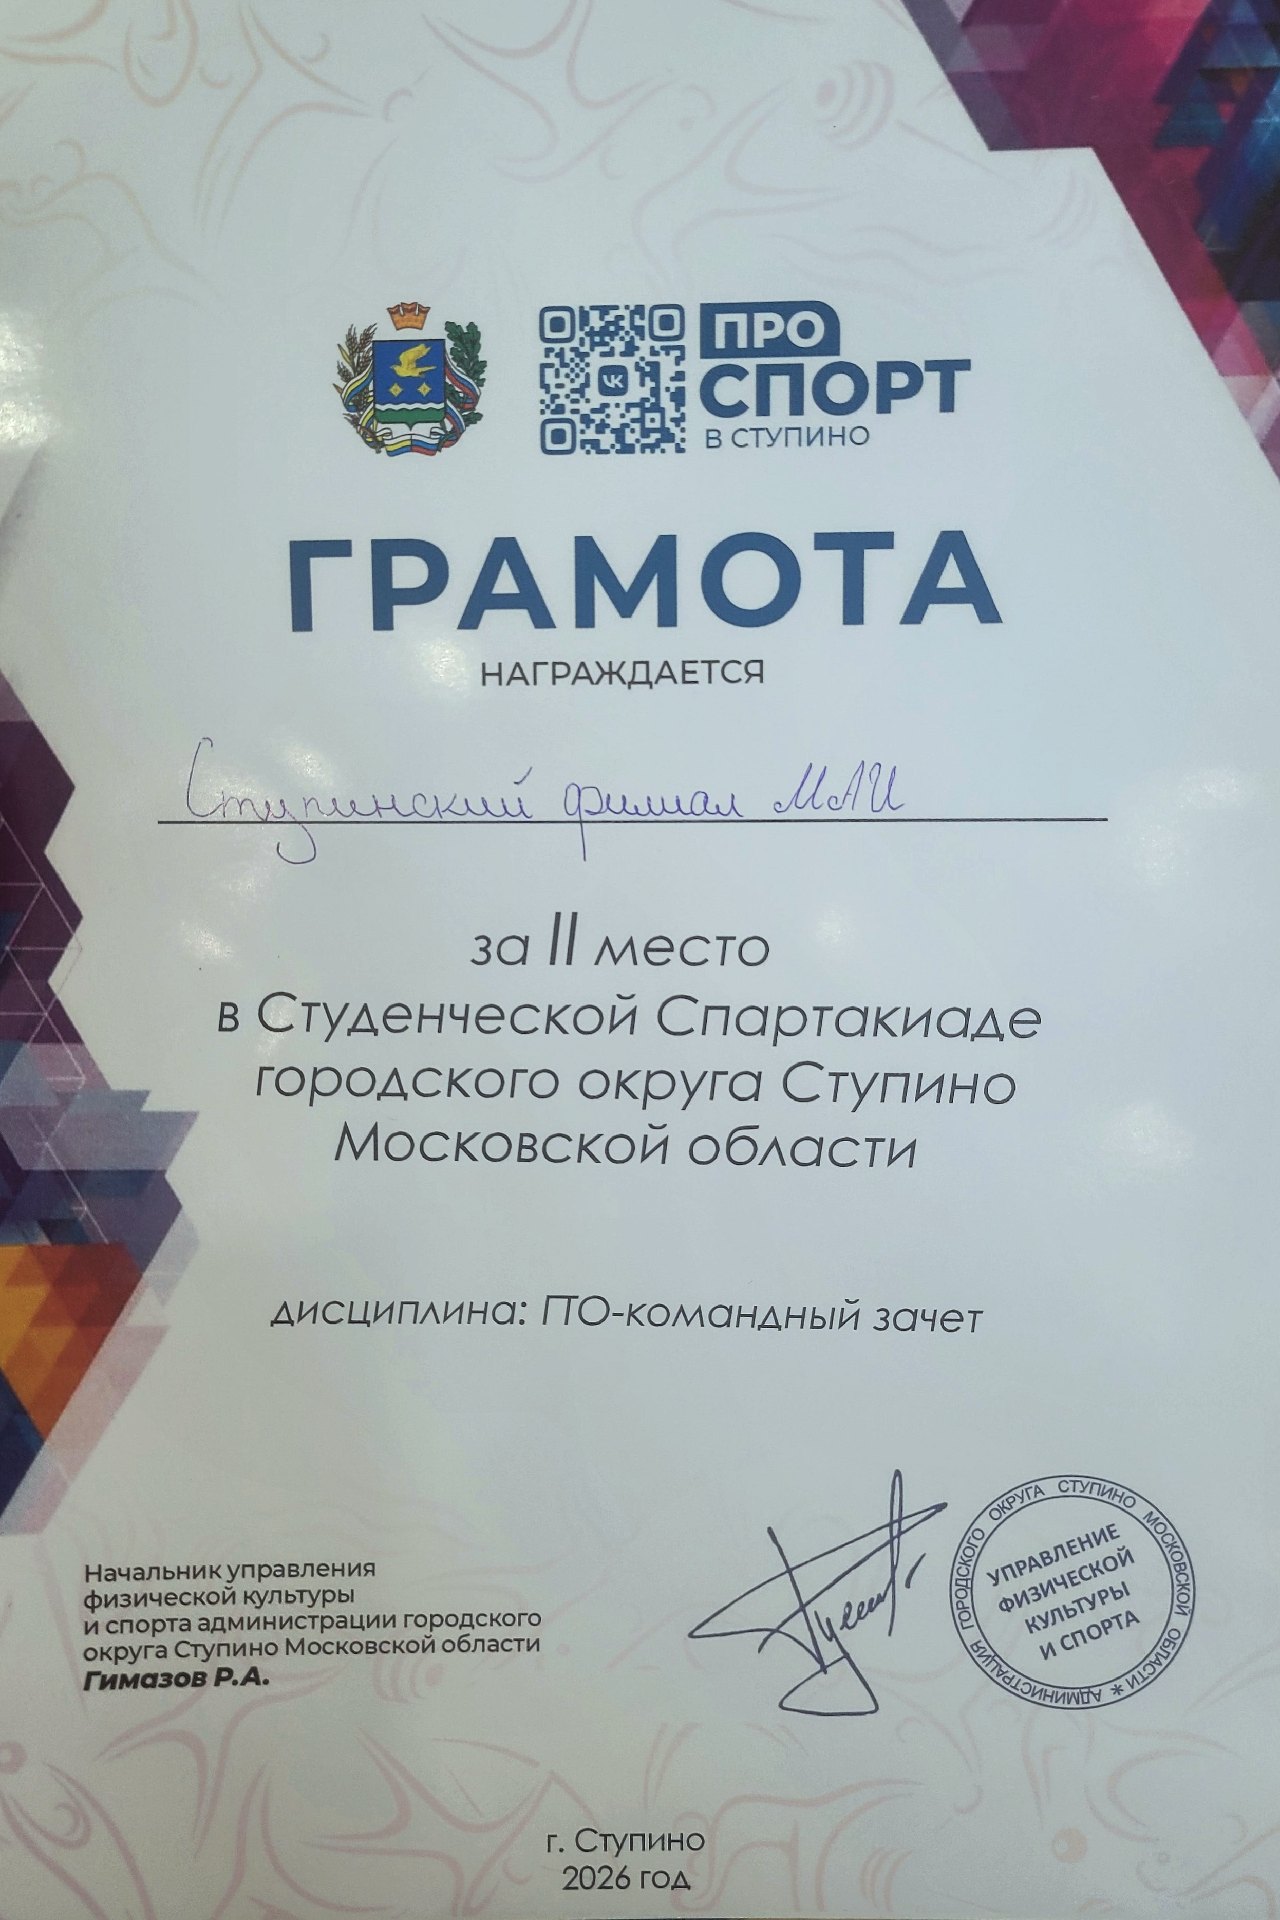 ПРО
СПОРТ
В СТУПИНО
ГРАМОТА
НАГРАЖДАЕТСЯ
Ступинский филиал МАИ
за II место
в Студенческой Спартакиаде
городского округа Ступино
Московской области
дисциплина: ГТО-командный зачет
Начальник управления
физической культуры
и спорта администрации городского
округа Ступино Московской области
Гимазов Р.А.
АДМИНИСТРАЦИЯ ГОРОДСКОГО ОКРУГА СТУПИНО МОСКОВСКОЙ ОБЛАСТИ *
УПРАВЛЕНИЕ
ФИЗИЧЕСКОЙ
КУЛЬТУРЫ
И СПОРТА
г. Ступино
2026 год